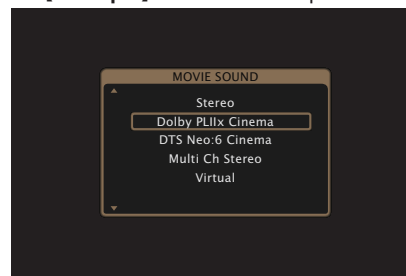 MOVIE SOUND
Stereo
Dolby PLIIx Cinema
DTS Neo:6 Cinema
Multi Ch Stereo
Virtual